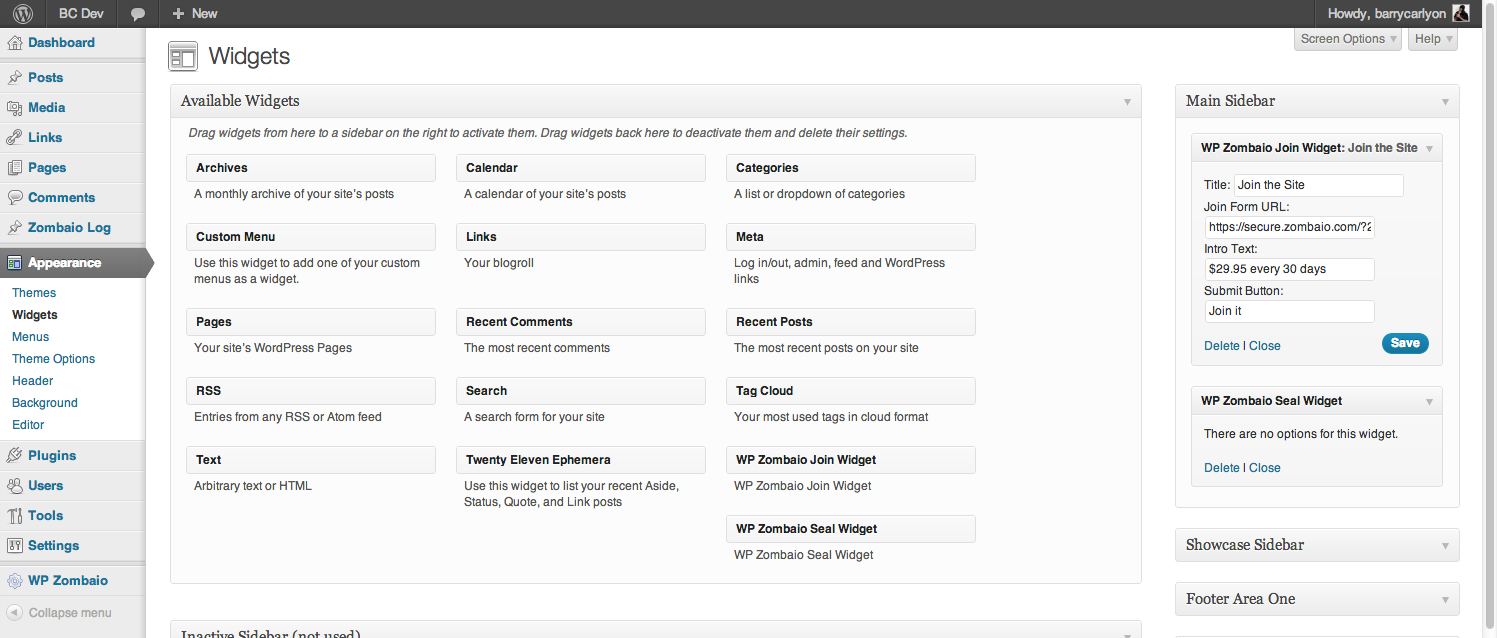 BC Dev
New
Howdy, barrycarlyon
Dashboard
Posts
Media
Links
Pages
Comments
Zombaio Log
Appearance
Themes
Widgets
Menus
Theme Options
Header
Background
Editor
Plugins
Users
Tools
Settings
WP Zombaio
Collapse menu
Screen Options
Help
Widgets
Available Widgets
Drag widgets from here to a sidebar on the right to activate them. Drag widgets back here to deactivate them and delete their settings.
Archives
A monthly archive of your site's posts
Calendar
A calendar of your site's posts
Categories
A list or dropdown of categories
Custom Menu
Use this widget to add one of your custom
menus as a widget.
Links
Your blogroll
Meta
Log in/out, admin, feed and WordPress
links
Pages
Your site's WordPress Pages
Recent Comments
The most recent comments
Recent Posts
The most recent posts on your site
RSS
Entries from any RSS or Atom feed
Search
A search form for your site
Tag Cloud
Your most used tags in cloud format
Text
Arbitrary text or HTML
Twenty Eleven Ephemera
Use this widget to list your recent Aside,
Status, Quote, and Link posts
WP Zombaio Join Widget
WP Zombaio Join Widget
WP Zombaio Seal Widget
WP Zombaio Seal Widget
Inactive Sidebar (not used)
Main Sidebar
WP Zombaio Join Widget: Join the Site
Title: Join the Site
Join Form URL:
https://secure.zombaio.com/?2
Intro Text:
$29.95 every 30 days
Submit Button:
Join it
Delete | Close
Save
WP Zombaio Seal Widget
There are no options for this widget.
Delete | Close
Showcase Sidebar
Footer Area One